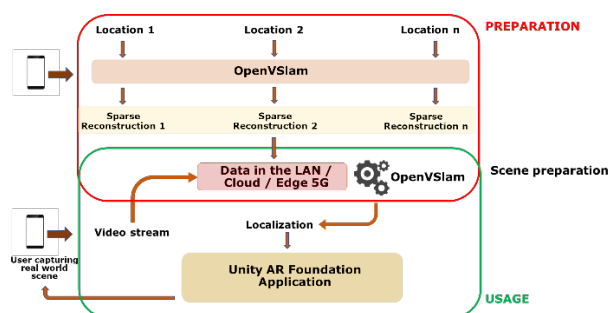 Location 1
Location 2
Location n
PREPARATION
OpenVSlam
Sparse
Reconstruction 1
Sparse
Reconstruction 2
Sparse
Reconstruction n
Data in the LAN /
Cloud / Edge 5G
OpenVSlam
Scene preparation
Video stream
Localization
User capturing
real world
scene
Unity AR Foundation
Application
USAGE